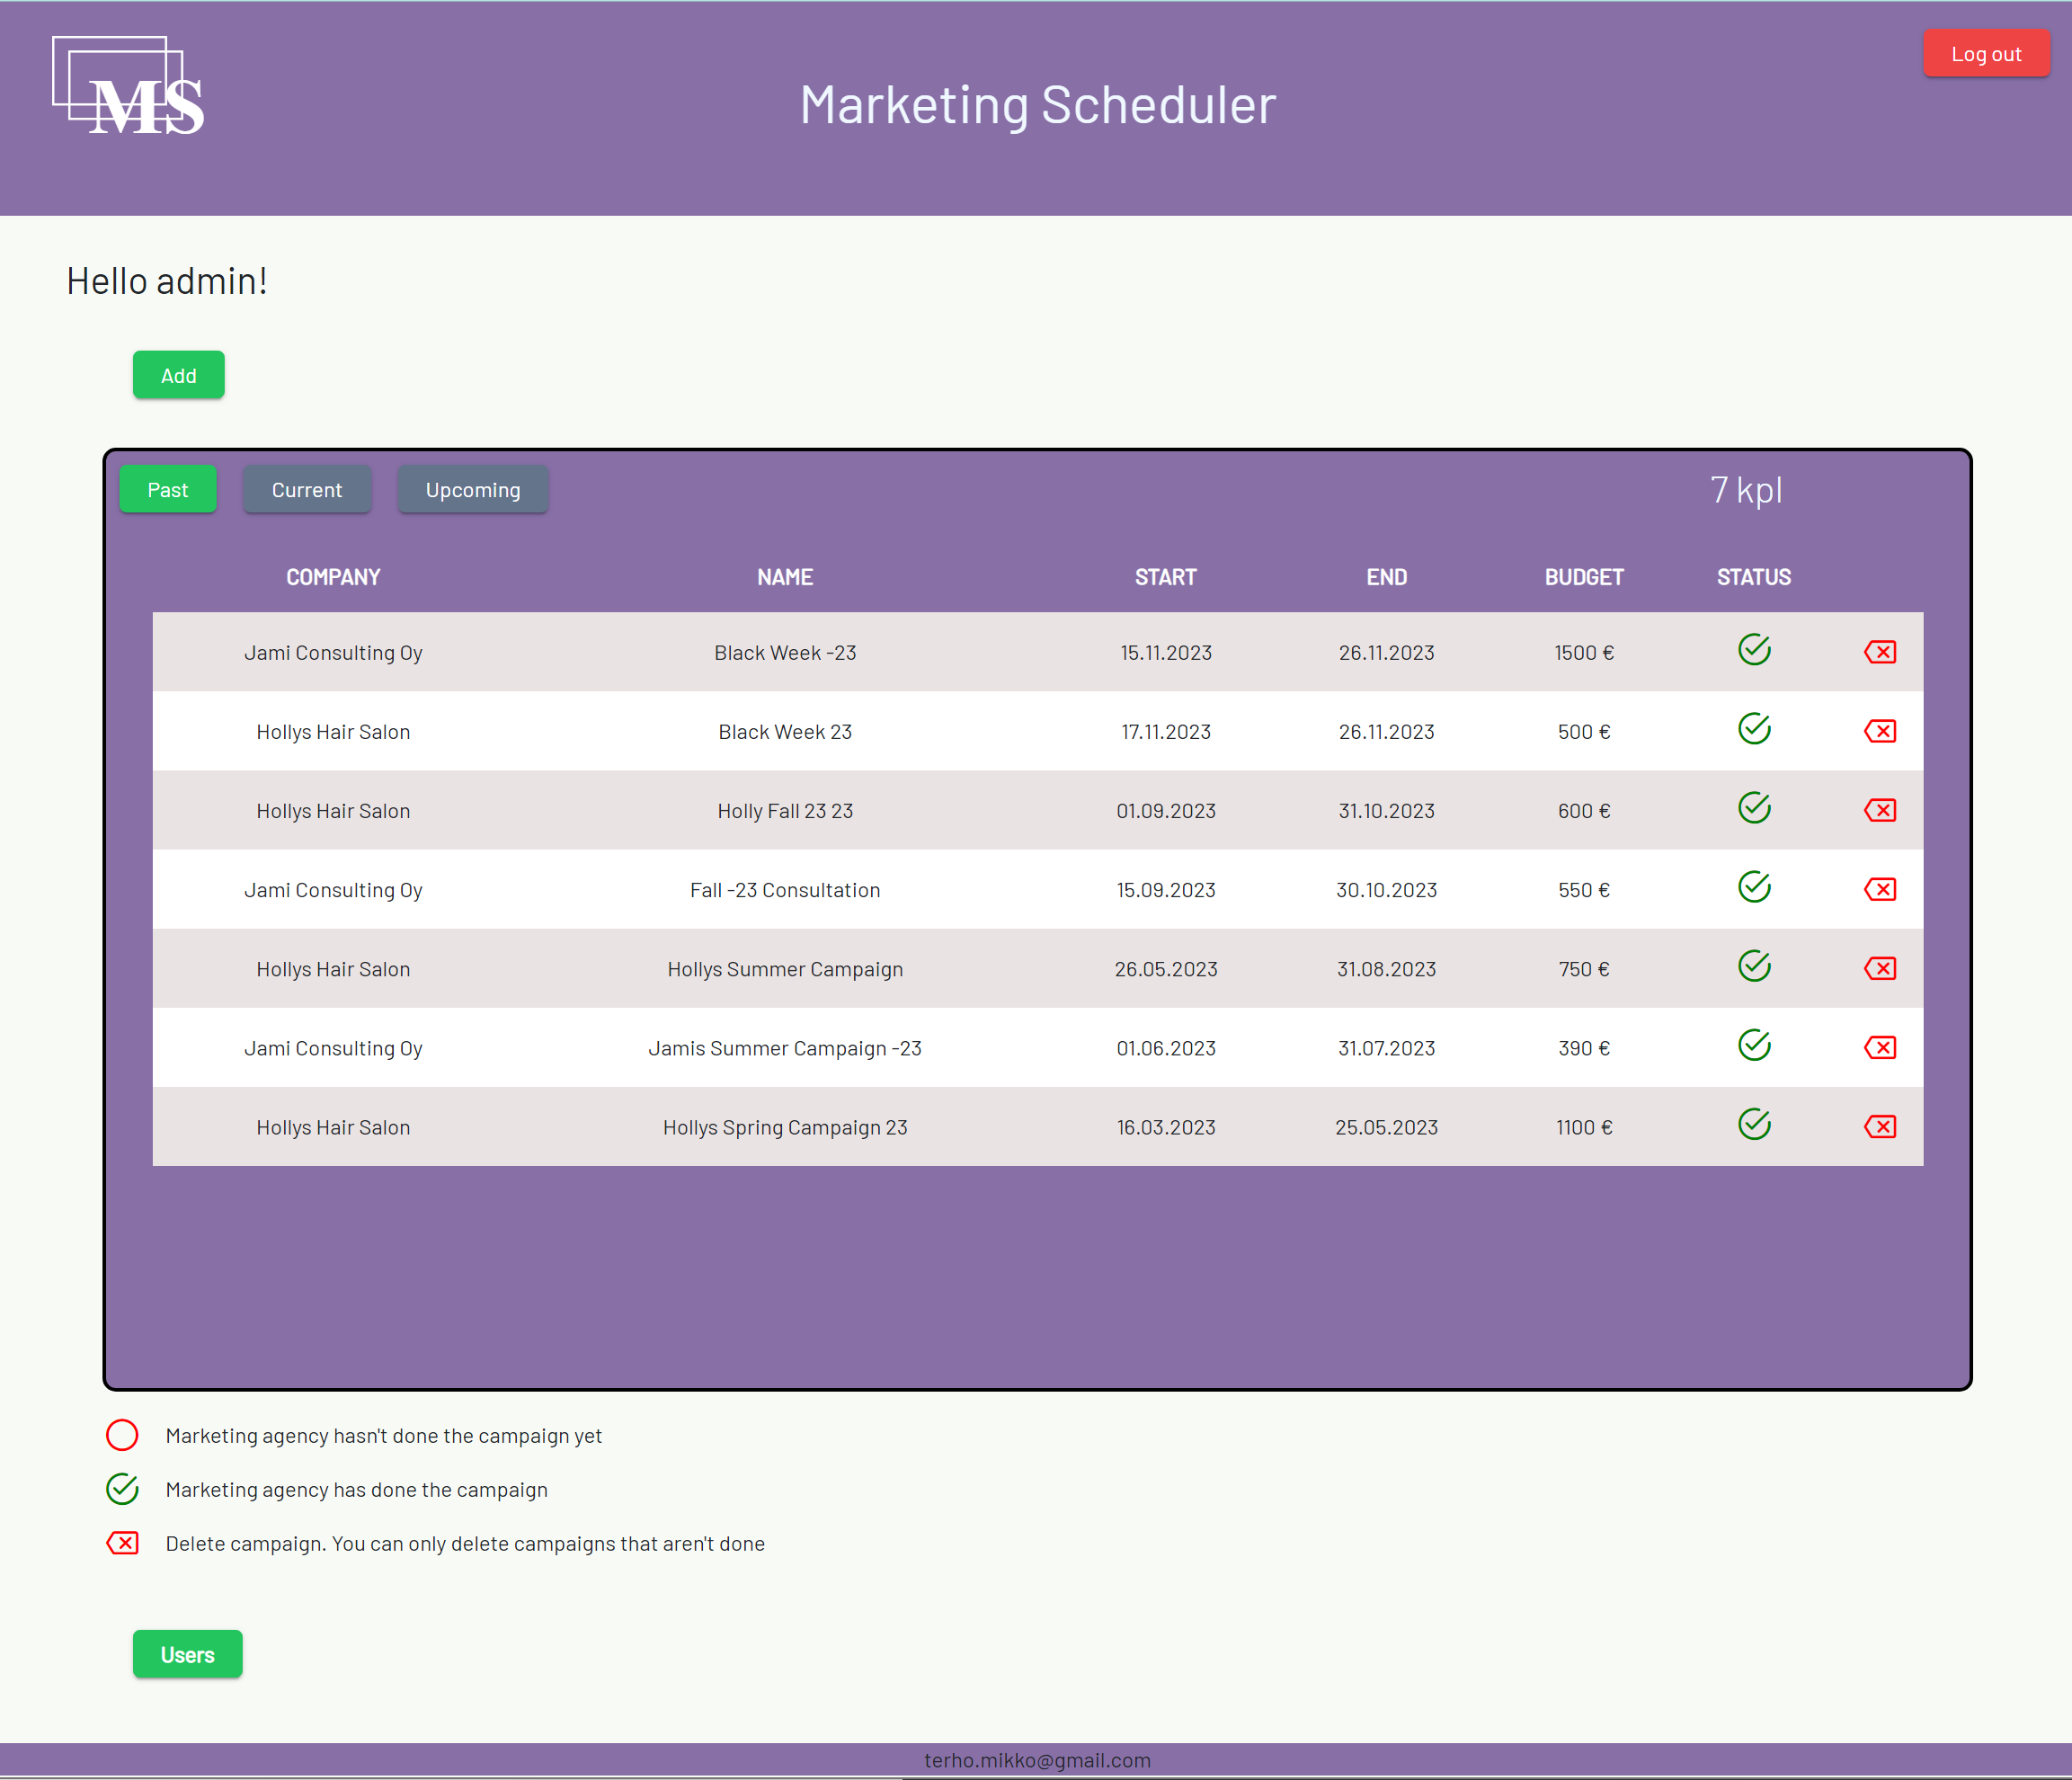 MS
Marketing Scheduler
Log out
Hello admin!
Add
Past Current Upcoming 7 kpl
COMPANY NAME START END BUDGET STATUS
Jami Consulting Oy Black Week -23 15.11.2023 26.11.2023 1500 €
Hollys Hair Salon Black Week 23 17.11.2023 26.11.2023 500 €
Hollys Hair Salon Holly Fall 23 23 01.09.2023 31.10.2023 600 €
Jami Consulting Oy Fall -23 Consultation 15.09.2023 30.10.2023 550 €
Hollys Hair Salon Hollys Summer Campaign 26.05.2023 31.08.2023 750 €
Jami Consulting Oy Jamis Summer Campaign -23 01.06.2023 31.07.2023 390 €
Hollys Hair Salon Hollys Spring Campaign 23 16.03.2023 25.05.2023 1100 €
Marketing agency hasn't done the campaign yet
Marketing agency has done the campaign
Delete campaign. You can only delete campaigns that aren't done
Users
terho.mikko@gmail.com